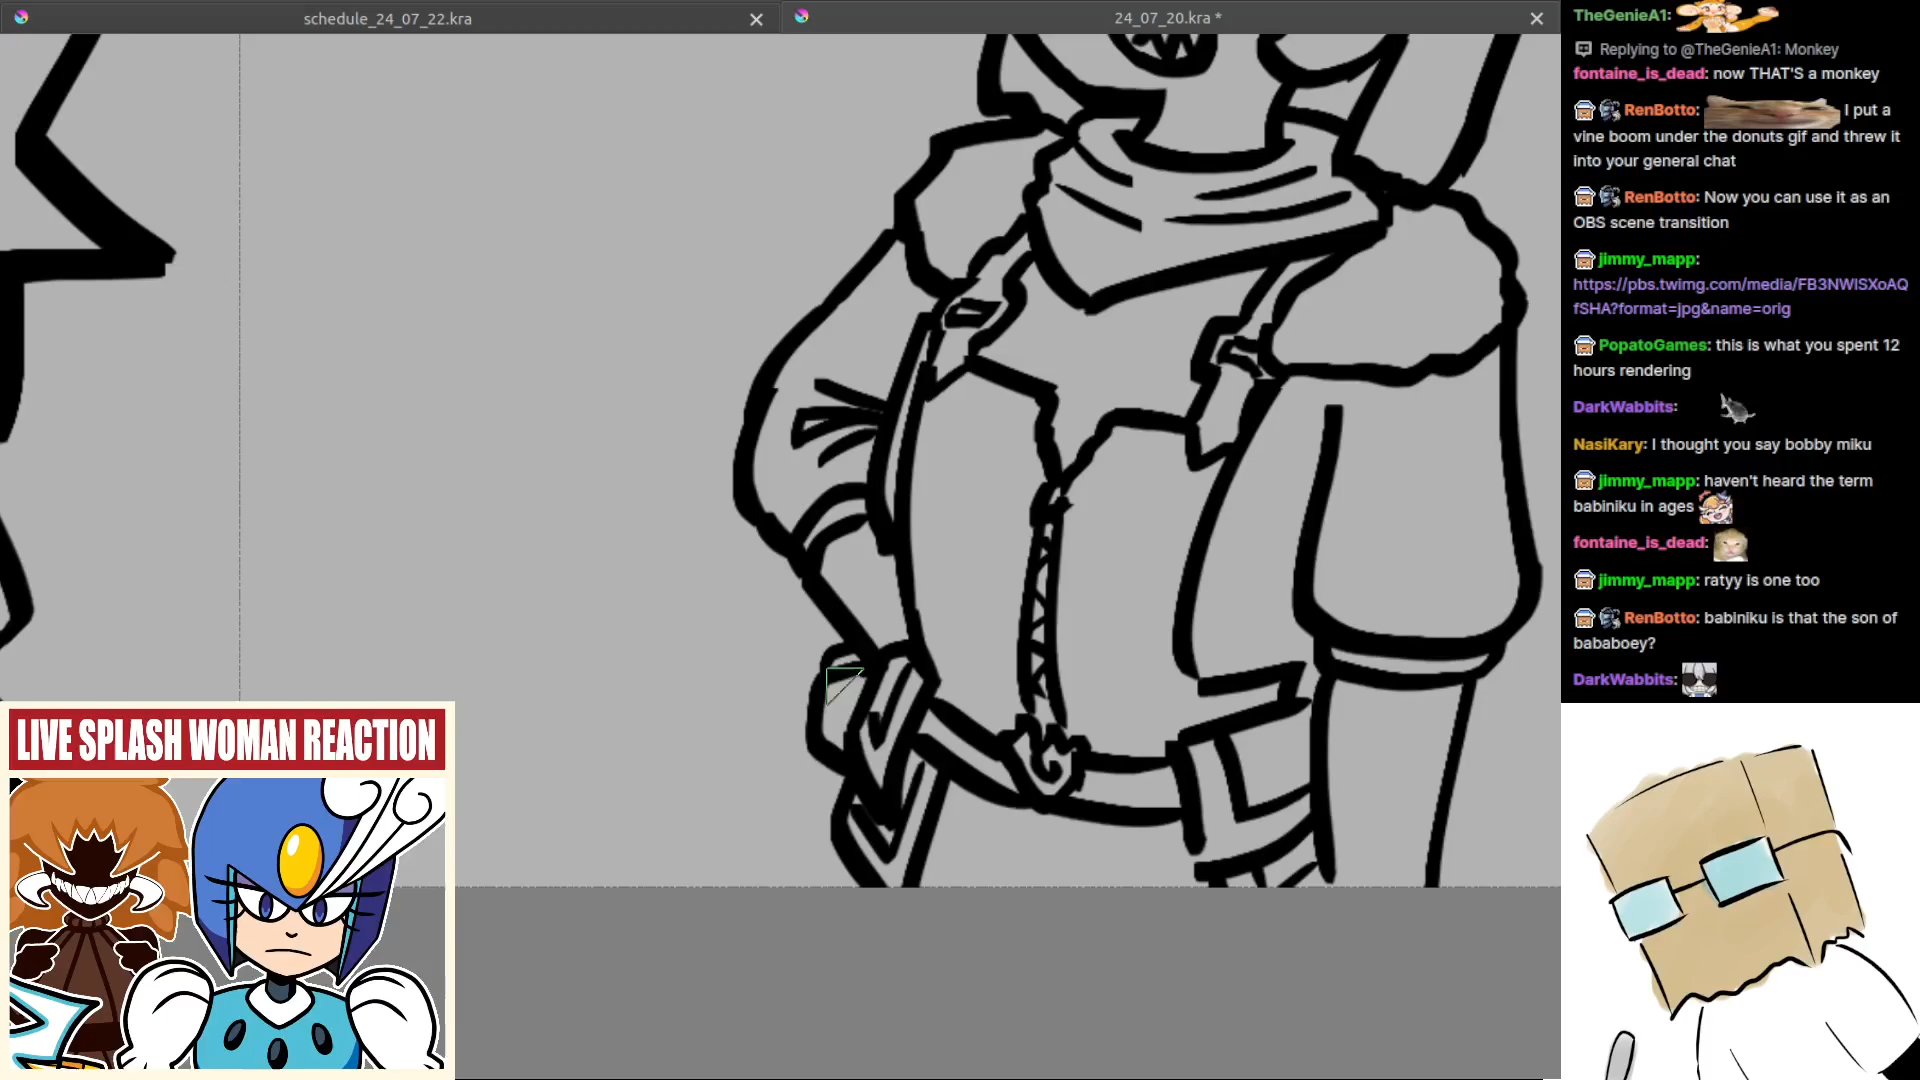 schedule_24_07_22.kra
24_07_20.kra *
TheGenieA1:
Replying to @TheGenieA1: Monkey
fontaine_is_dead: now THAT'S a monkey
RenBotto: I put a
vine boom under the donuts gif and threw it
into your general chat
RenBotto: Now you can use it as an
OBS scene transition
jimmy_mapp:
https://pbs.twimg.com/media/FB3NWlSXoAQ
fSHA?format=jpg&name=orig
PopatoGames: this is what you spent 12
hours rendering
DarkWabbits:
NasiKary: I thought you say bobby miku
jimmy_mapp: haven't heard the term
babiniku in ages
fontaine_is_dead:
jimmy_mapp: ratyy is one too
RenBotto: babiniku is that the son of
bababoey?
DarkWabbits:
LIVE SPLASH WOMAN REACTION